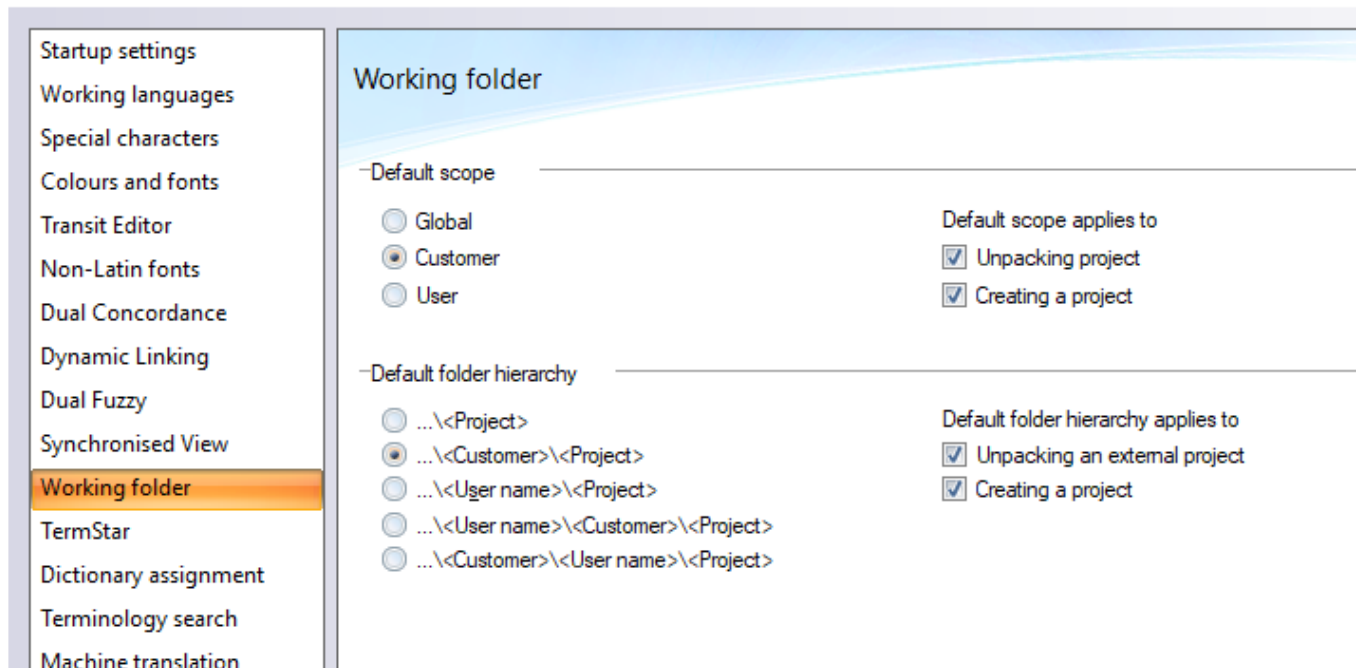 Startup settings
Working languages
Special characters
Colours and fonts
Transit Editor
Non-Latin fonts
Dual Concordance
Dynamic Linking
Dual Fuzzy
Synchronised View
Working folder
TermStar
Dictionary assignment
Terminology search
Machine translation
Working folder
Default scope
Global
Customer
User
Default scope applies to
Unpacking project
Creating a project
Default folder hierarchy
...\<Project>
...\<Customer>\<Project>
...\<User name>\<Project>
...\<User name>\<Customer>\<Project>
...\<Customer>\<User name>\<Project>
Default folder hierarchy applies to
Unpacking an external project
Creating a project